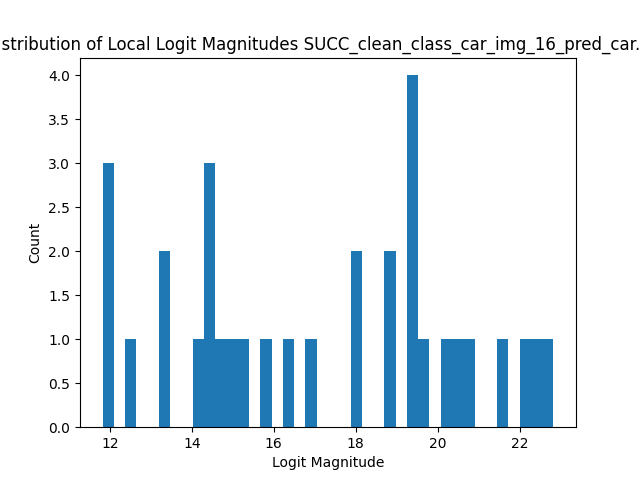 stribution of Local Logit Magnitudes SUCC_clean_class_car_img_16_pred_car.
4.0
3.5
3.0
2.5
2.0
1.5
1.0
0.5
0.0
Count
12 14 16 18 20 22
Logit Magnitude